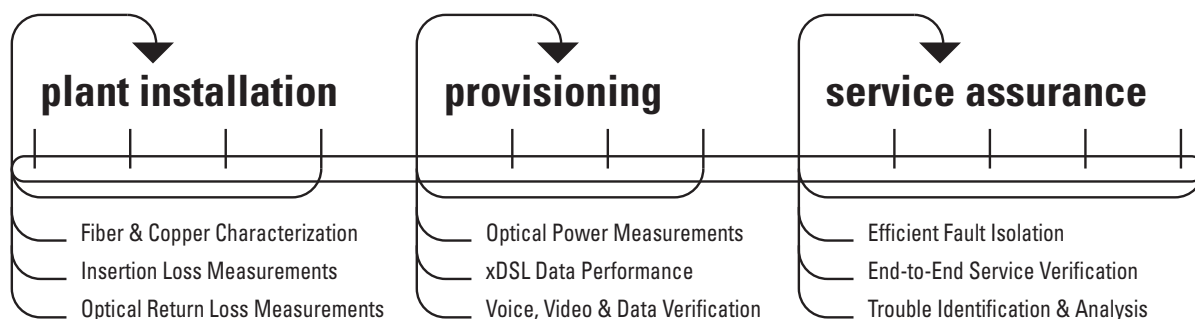 plant installation
Fiber & Copper Characterization
Insertion Loss Measurements
Optical Return Loss Measurements
provisioning
Optical Power Measurements
xDSL Data Performance
Voice, Video & Data Verification
service assurance
Efficient Fault Isolation
End-to-End Service Verification
Trouble Identification & Analysis